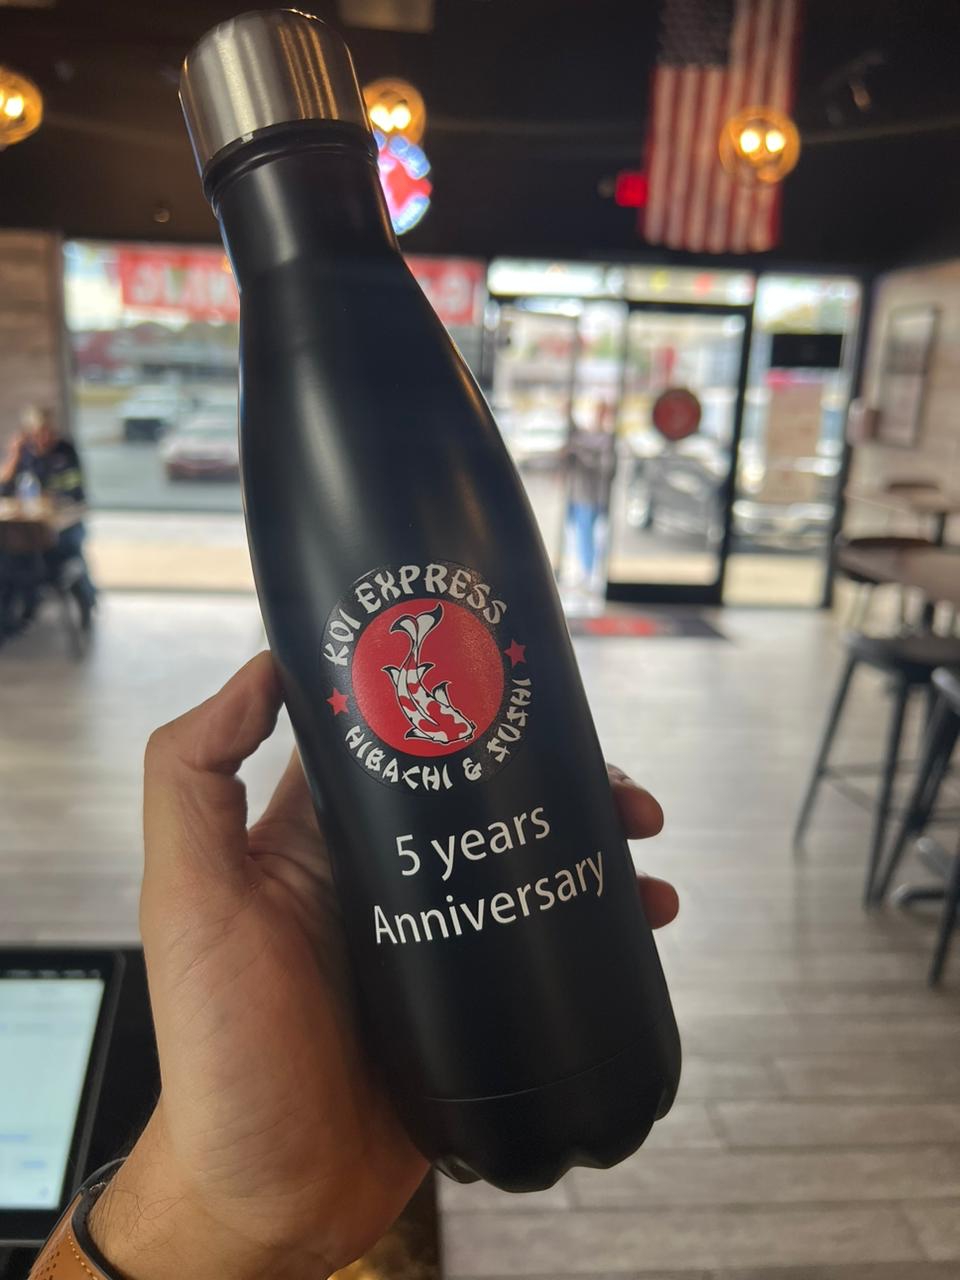 KOI EXPRESS
HIBACHI & SUSHI
5 years
Anniversary